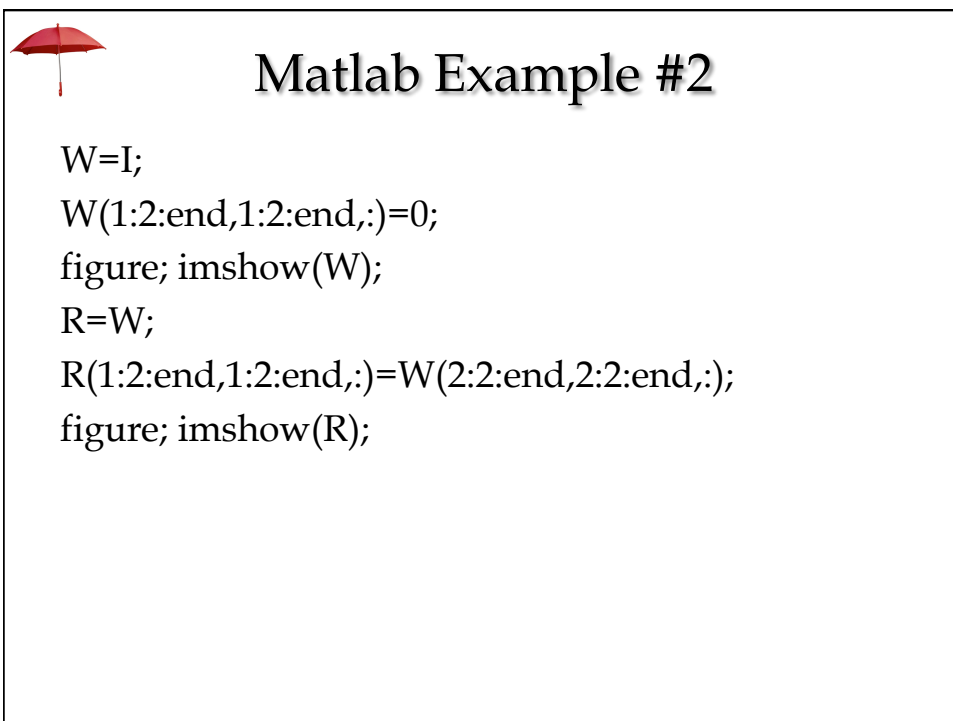 Matlab Example #2
W=I;
W(1:2:end,1:2:end,:)=0;
figure; imshow(W);
R=W;
R(1:2:end,1:2:end,:)=W(2:2:end,2:2:end,:);
figure; imshow(R);